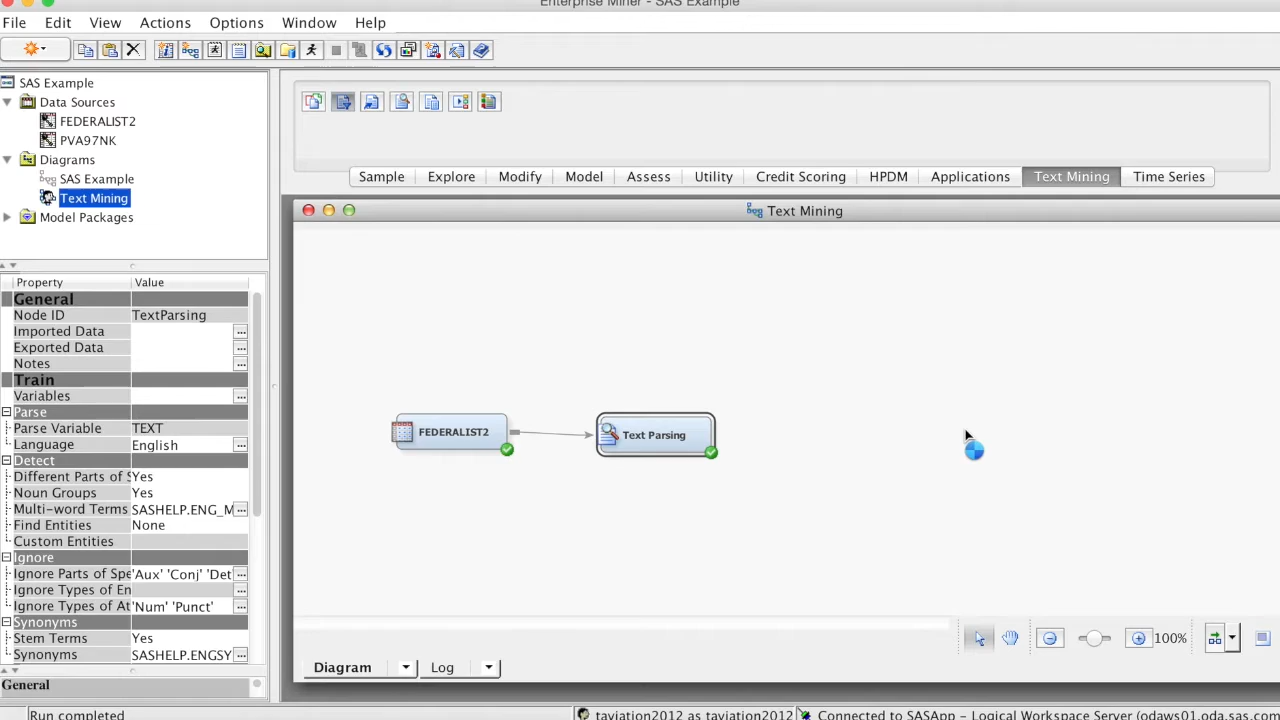 Enterprise Miner - SAS Example
File Edit View Actions Options Window Help
SAS Example
Data Sources
FEDERALIST2
PVA97NK
Diagrams
SAS Example
Text Mining
Model Packages
Property Value
General
Node ID TextParsing
Imported Data ...
Exported Data ...
Notes ...
Train
Variables ...
Parse
Parse Variable TEXT
Language English ...
Detect
Different Parts of S Yes
Noun Groups Yes
Multi-word Terms SASHELP.ENG_M ...
Find Entities None
Custom Entities
Ignore
Ignore Parts of Spe 'Aux' 'Conj' 'Det ...
Ignore Types of En ...
Ignore Types of At 'Num' 'Punct' ...
Synonyms
Stem Terms Yes
Synonyms SASHELP.ENGSY ...
General
Run completed
Sample Explore Modify Model Assess Utility Credit Scoring HPDM Applications Text Mining Time Series
Text Mining
FEDERALIST2
Text Parsing
100%
Diagram Log
taviation2012 as taviation2012 Connected to SASApp - Logical Workspace Server (odaws01.oda.sas.com